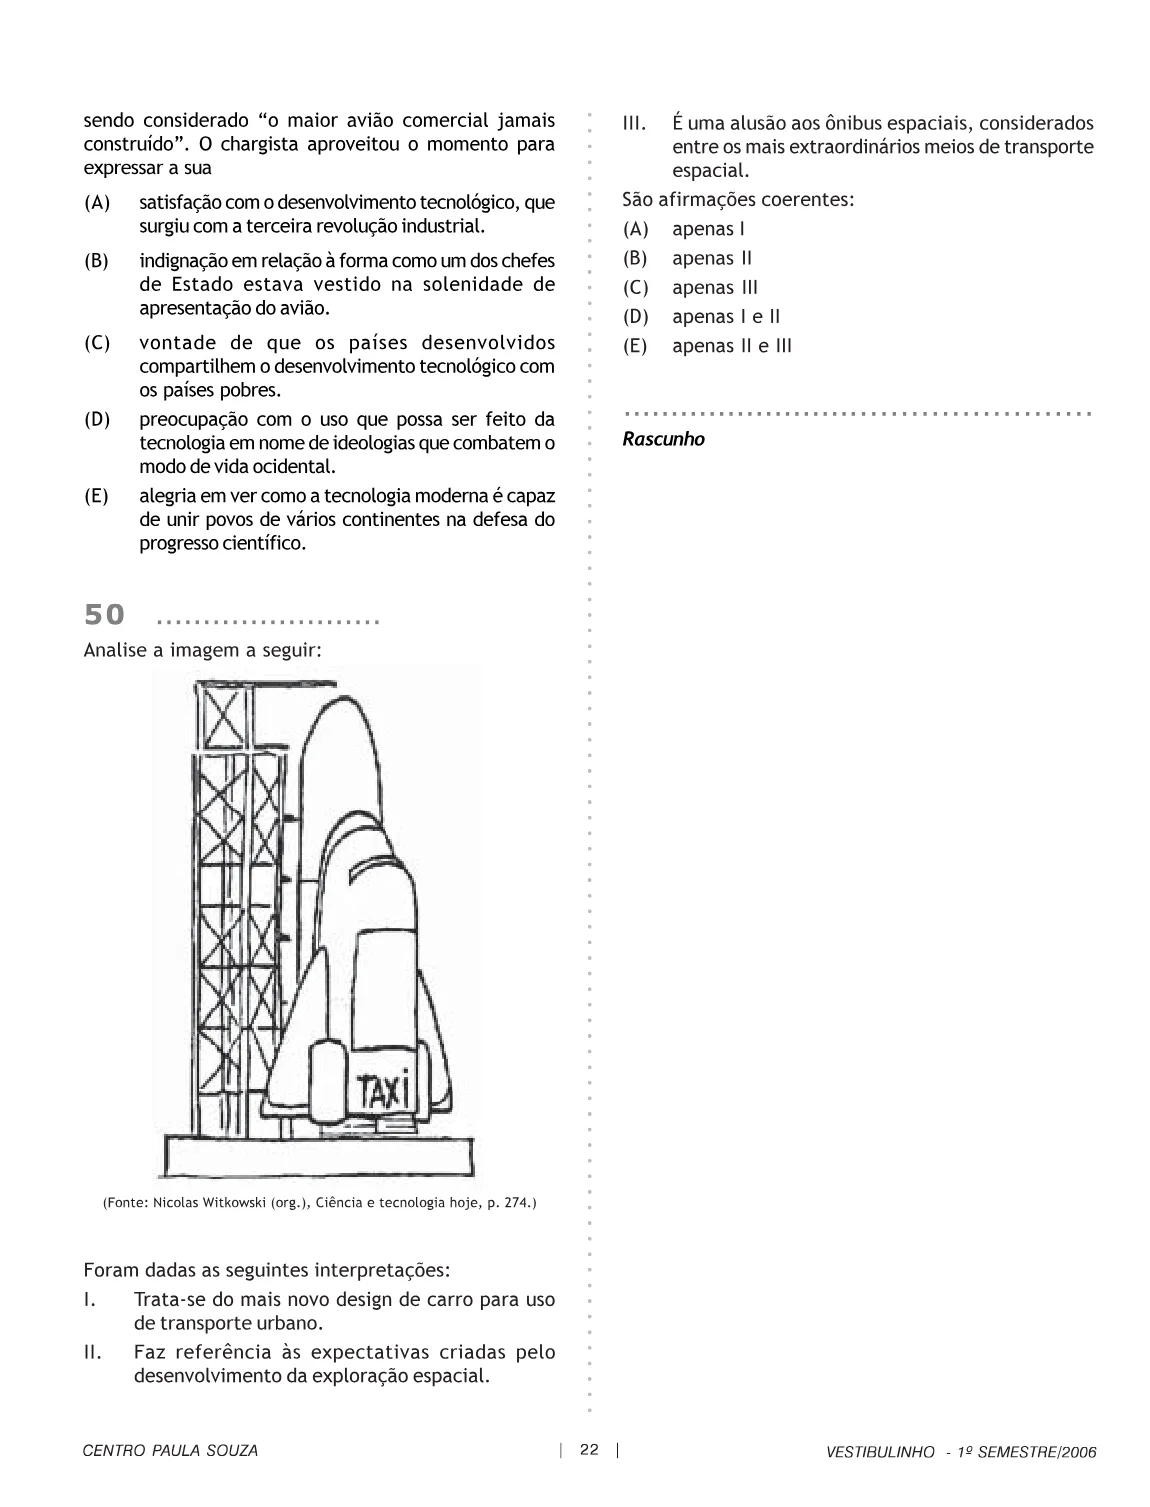 sendo considerado “o maior avião comercial jamais
construído”. O chargista aproveitou o momento para
expressar a sua
(A) satisfação com o desenvolvimento tecnológico, que
surgiu com a terceira revolução industrial.
(B) indignação em relação à forma como um dos chefes
de Estado estava vestido na solenidade de
apresentação do avião.
(C) vontade de que os países desenvolvidos
compartilhem o desenvolvimento tecnológico com
os países pobres.
(D) preocupação com o uso que possa ser feito da
tecnologia em nome de ideologias que combatem o
modo de vida ocidental.
(E) alegria em ver como a tecnologia moderna é capaz
de unir povos de vários continentes na defesa do
progresso científico.
50 ........................
Analise a imagem a seguir:
TAXI
(Fonte: Nicolas Witkowski (org.), Ciência e tecnologia hoje, p. 274.)
Foram dadas as seguintes interpretações:
I. Trata-se do mais novo design de carro para uso
de transporte urbano.
II. Faz referência às expectativas criadas pelo
desenvolvimento da exploração espacial.
III. É uma alusão aos ônibus espaciais, considerados
entre os mais extraordinários meios de transporte
espacial.
São afirmações coerentes:
(A) apenas I
(B) apenas II
(C) apenas III
(D) apenas I e II
(E) apenas II e III
Rascunho
CENTRO PAULA SOUZA | 22 | VESTIBULINHO - 1º SEMESTRE/2006